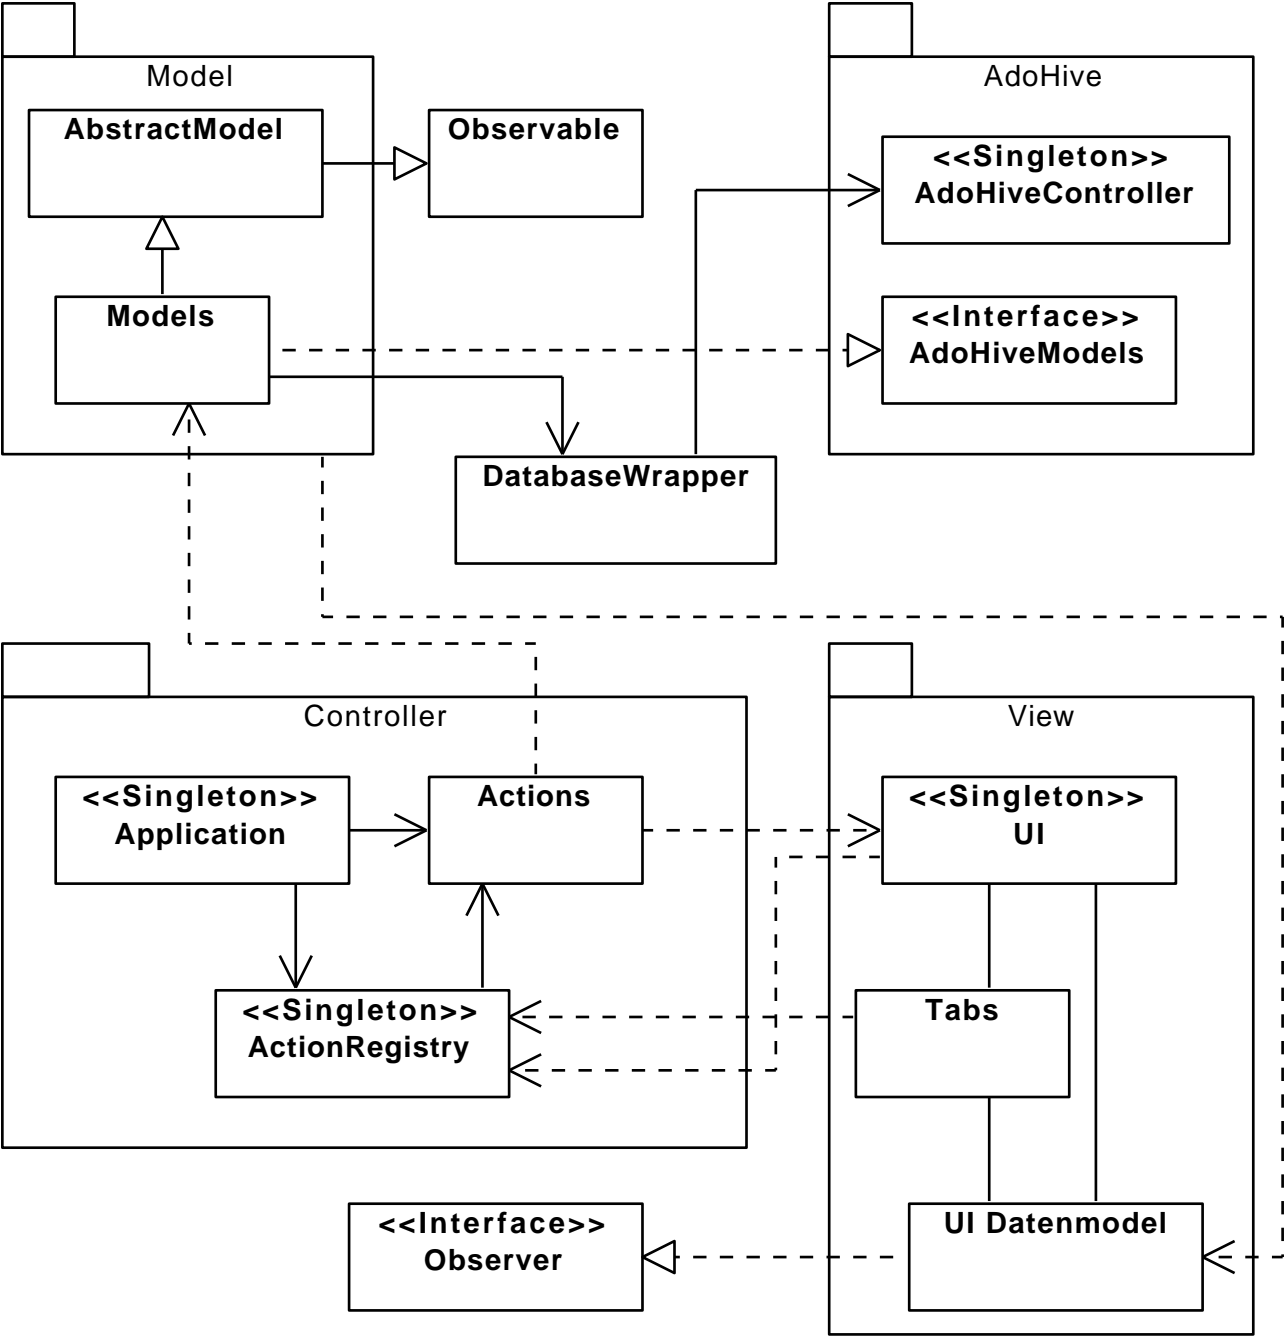 Model
AdoHive
AbstractModel
Observable
<<Singleton>>
AdoHiveController
Models
<<Interface>>
AdoHiveModels
DatabaseWrapper
Controller
View
<<Singleton>>
Application
Actions
<<Singleton>>
UI
<<Singleton>>
ActionRegistry
Tabs
<<Interface>>
Observer
UI Datenmodel